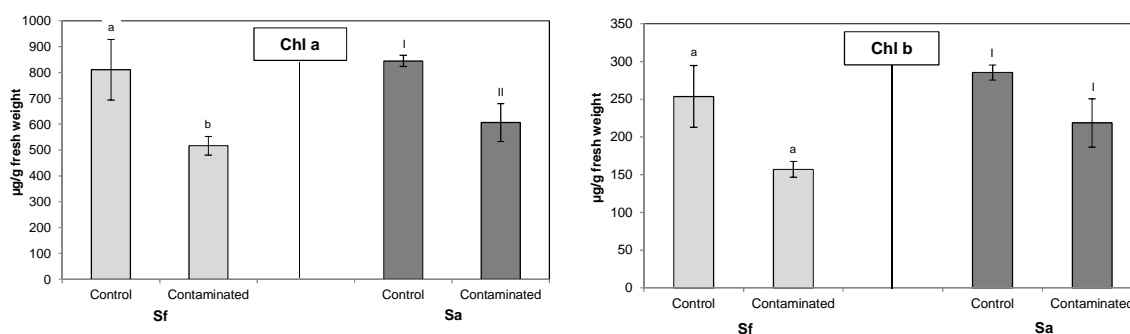 1000
900
800
700
600
500
400
300
200
100
0
µg/g fresh weight
a
b
Chl a
I
II
Control
Contaminated
Control
Contaminated
Sf
Sa
350
300
250
200
150
100
50
0
µg/g fresh weight
a
a
Chl b
I
I
Control
Contaminated
Control
Contaminated
Sf
Sa